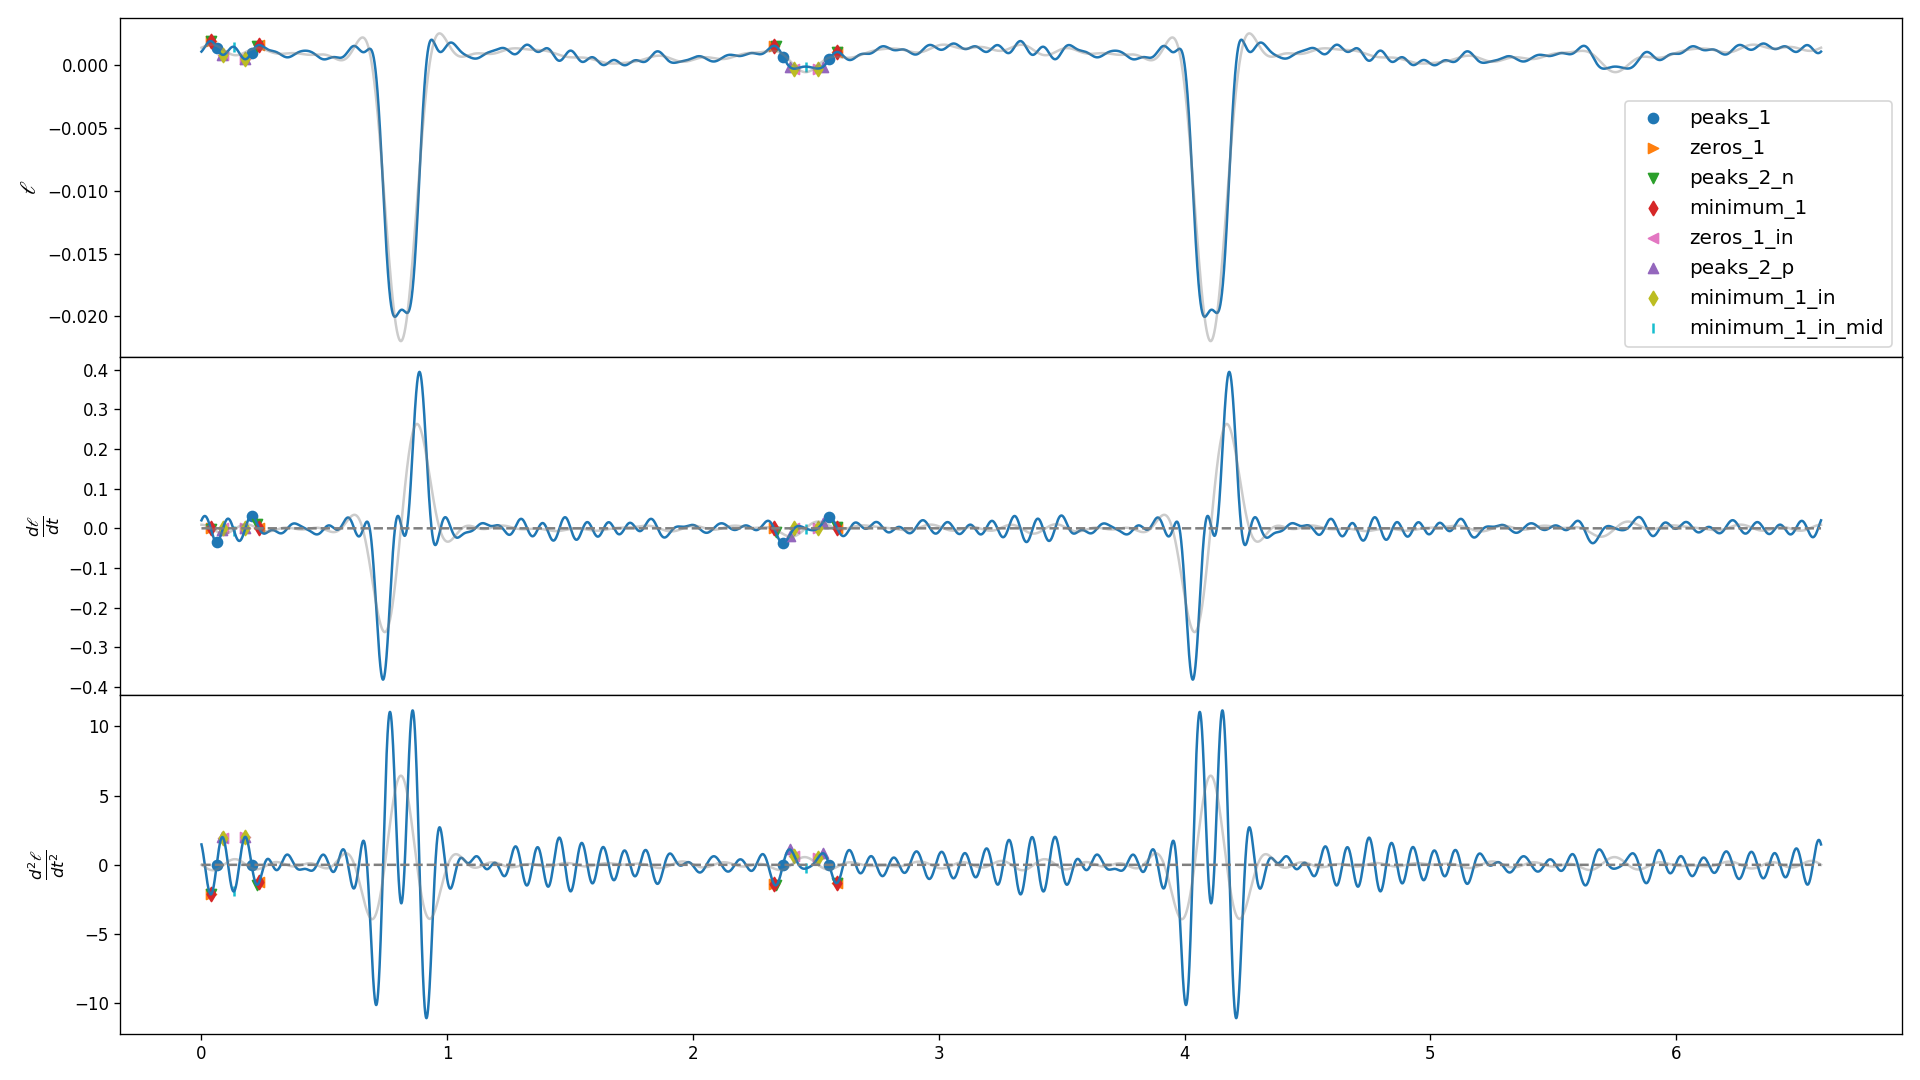 0.000
−0.005
−0.010
−0.015
−0.020
ℓ
peaks_1
zeros_1
peaks_2_n
minimum_1
zeros_1_in
peaks_2_p
minimum_1_in
minimum_1_in_mid
0.4
0.3
0.2
0.1
0.0
−0.1
−0.2
−0.3
−0.4
dℓ/dt
10
5
0
−5
−10
d²ℓ/dt²
0 1 2 3 4 5 6